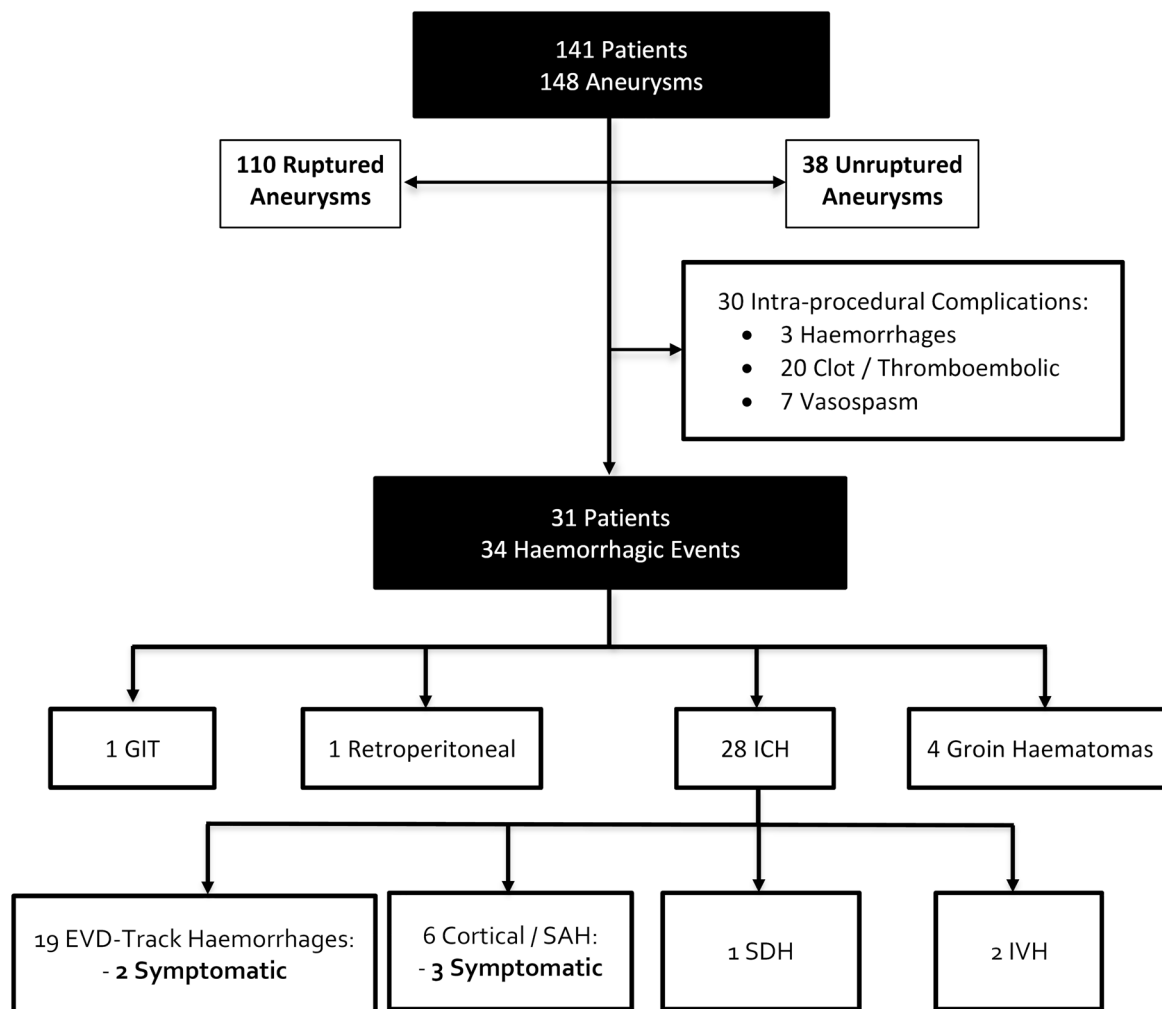 141 Patients
148 Aneurysms
110 Ruptured
Aneurysms
38 Unruptured
Aneurysms
30 Intra-procedural Complications:
• 3 Haemorrhages
• 20 Clot / Thromboembolic
• 7 Vasospasm
31 Patients
34 Haemorrhagic Events
1 GIT
1 Retroperitoneal
28 ICH
4 Groin Haematomas
19 EVD-Track Haemorrhages:
- 2 Symptomatic
6 Cortical / SAH:
- 3 Symptomatic
1 SDH
2 IVH